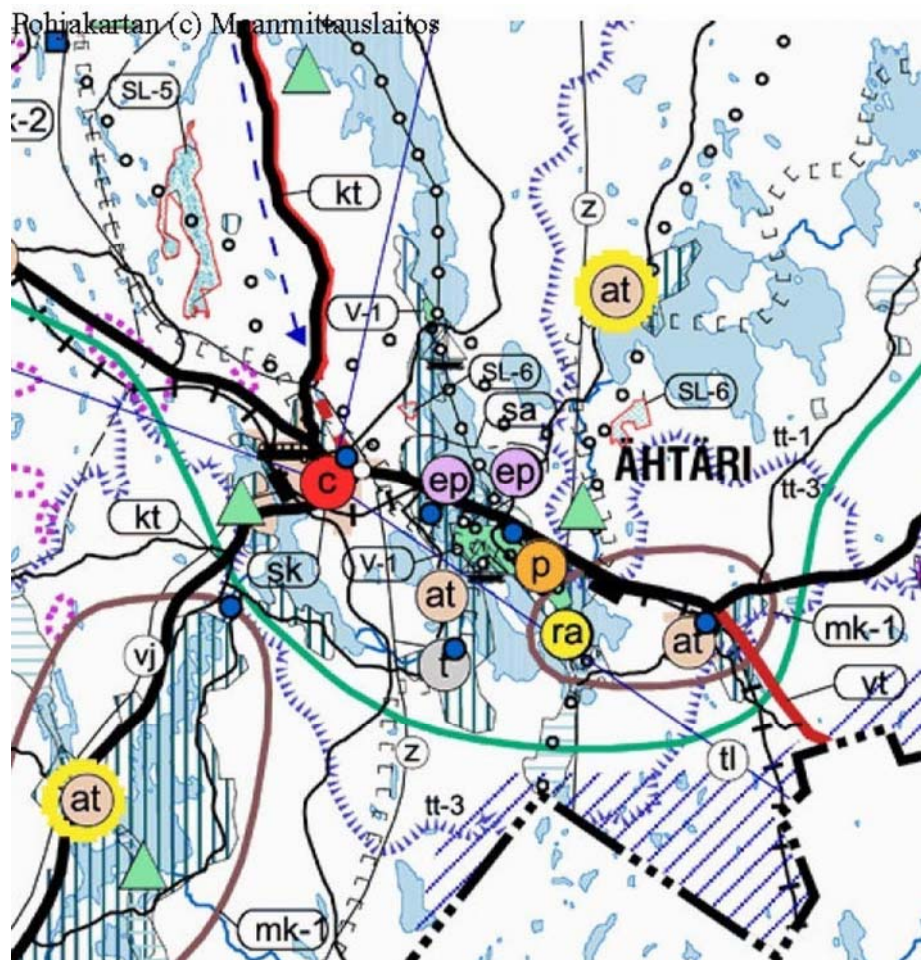 Pohjakartan (c) Maanmittauslaitos
SL-5
k-2
kt
z
at
V-1
SL-6
sa
SL-6
tt-1
ÄHTÄRI
c
ep
ep
tt-3
kt
sk
V-1
p
at
ra
at
mk-1
vj
t
vt
z
tl
at
tt-3
mk-1